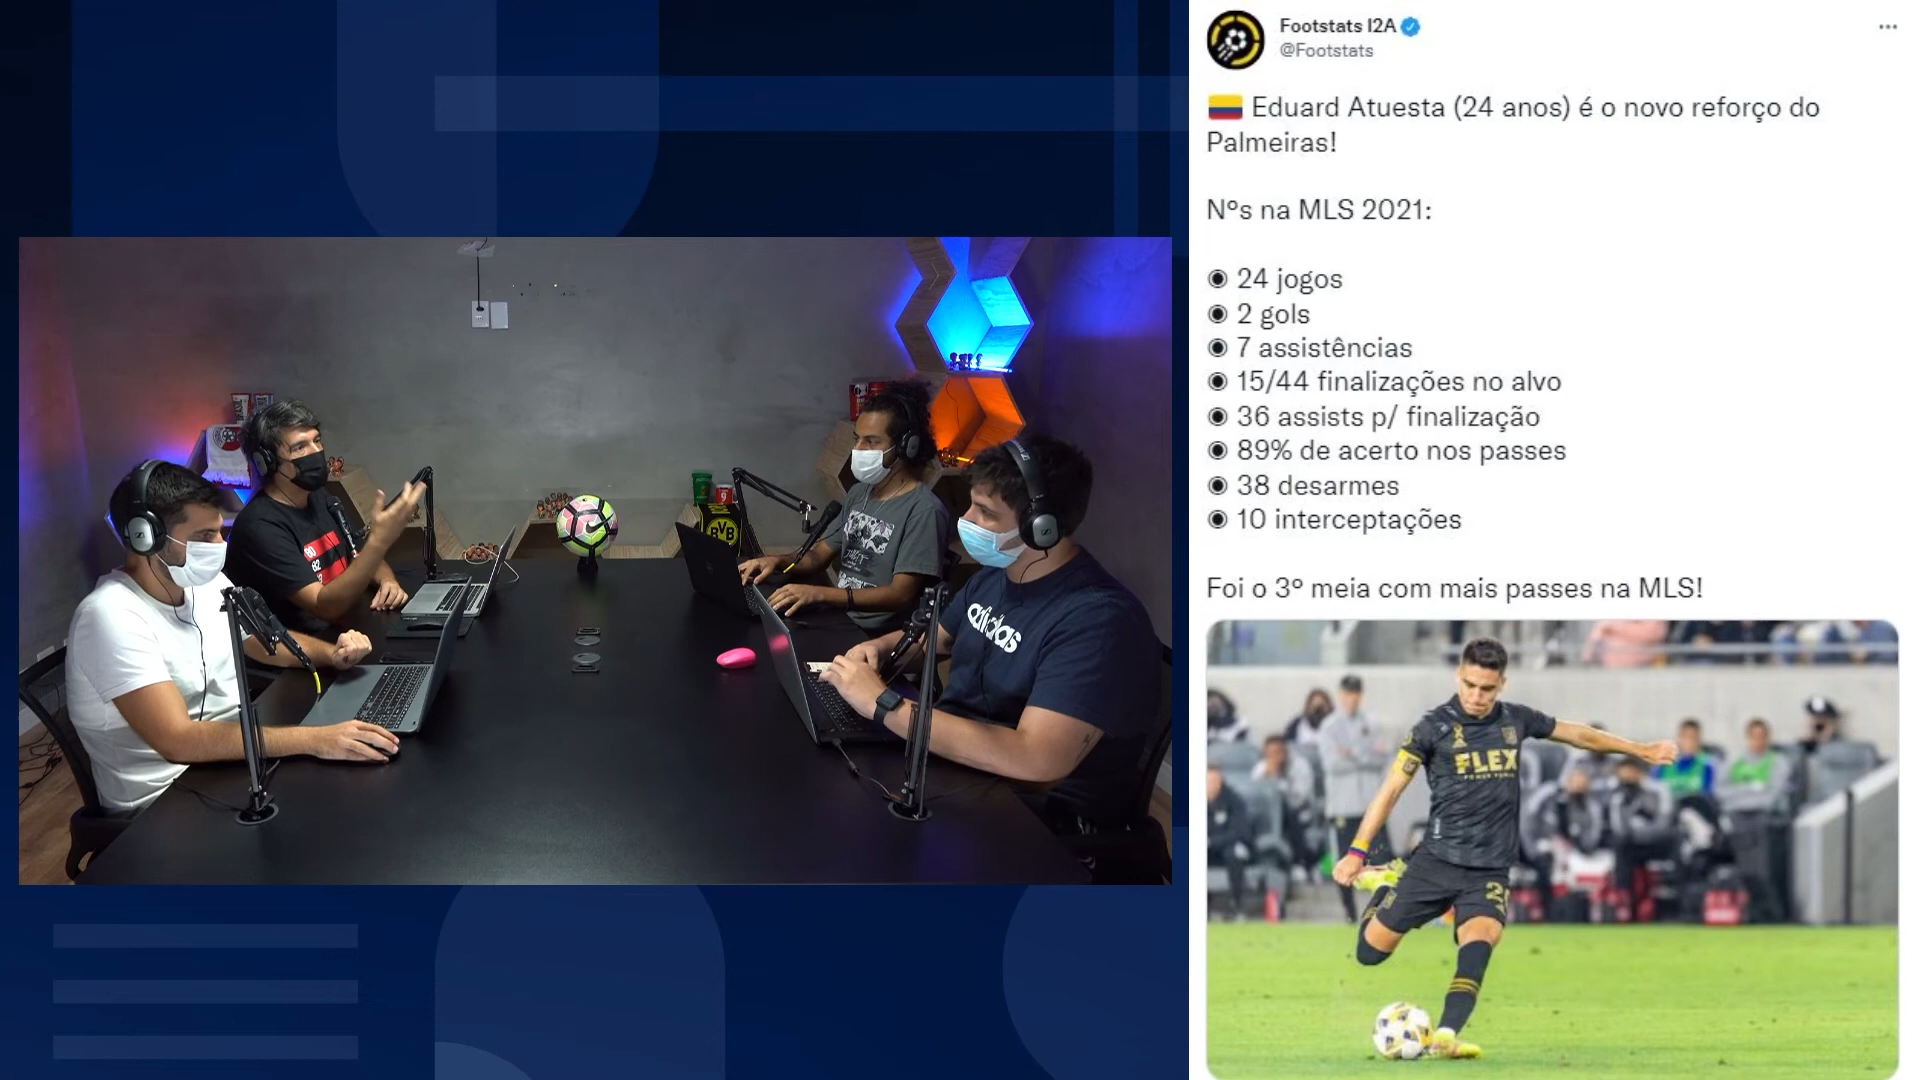 Footstats I2A
@Footstats
Eduard Atuesta (24 anos) é o novo reforço do
Palmeiras!
N°s na MLS 2021:
◉ 24 jogos
◉ 2 gols
◉ 7 assistências
◉ 15/44 finalizações no alvo
◉ 36 assists p/ finalização
◉ 89% de acerto nos passes
◉ 38 desarmes
◉ 10 interceptações
Foi o 3º meia com mais passes na MLS!
FLEX
adidas
BVB
9